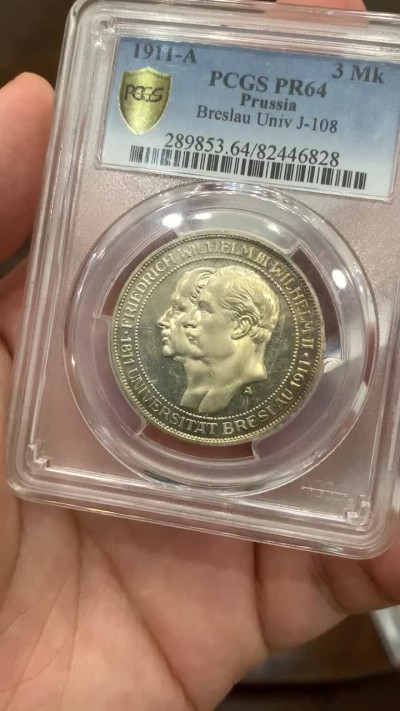 1911-A 3 Mk
PCGS PR64
PCGS Prussia
Breslau Univ J-108
289853.64/82446828
· FRIEDRICH WILHELM III WILHELM II ·
1811 UNIVERSITÄT BRESLAU 1911
A